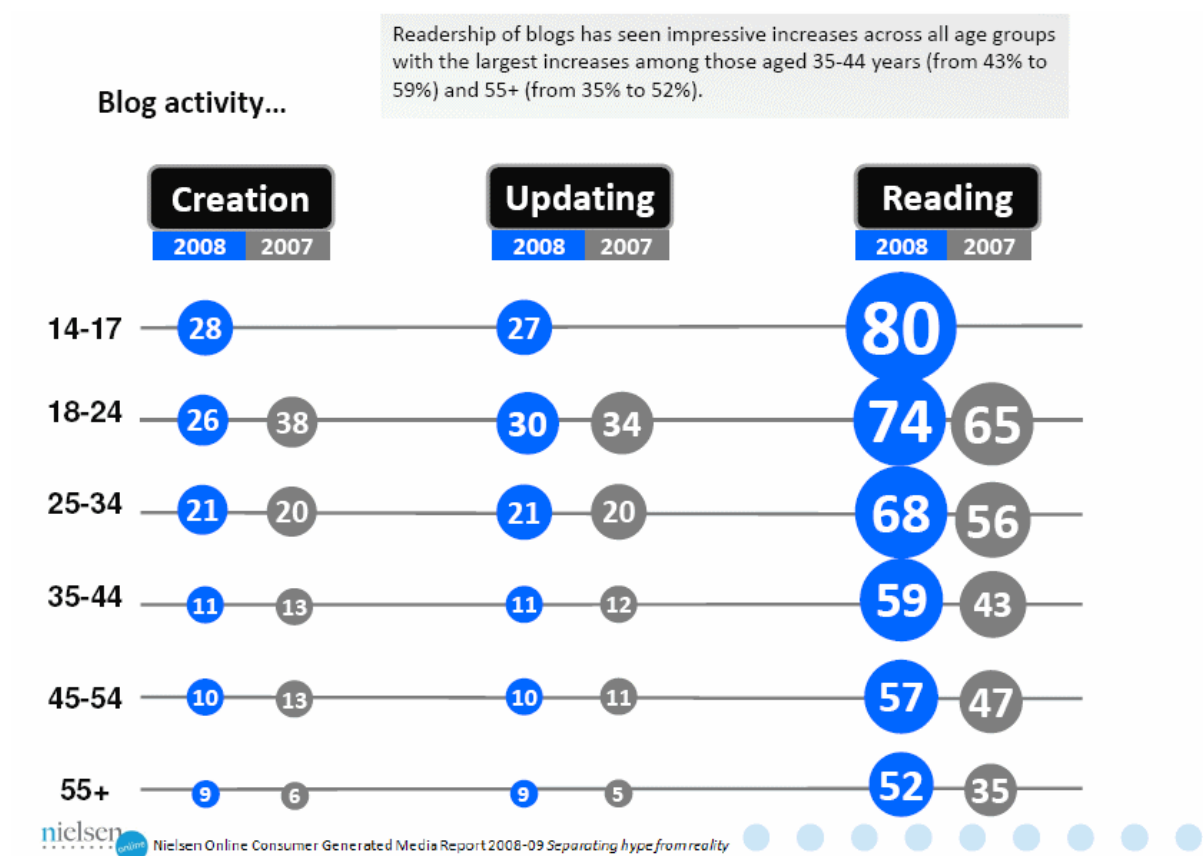 Readership of blogs has seen impressive increases across all age groups
with the largest increases among those aged 35-44 years (from 43% to
59%) and 55+ (from 35% to 52%).
Blog activity...
Creation Updating Reading
2008 2007 2008 2007 2008 2007
14-17 28 27 80
18-24 26 38 30 34 74 65
25-34 21 20 21 20 68 56
35-44 11 13 11 12 59 43
45-54 10 13 10 11 57 47
55+ 9 6 9 5 52 35
nielsen
online
Nielsen Online Consumer Generated Media Report 2008-09 Separating hype from reality